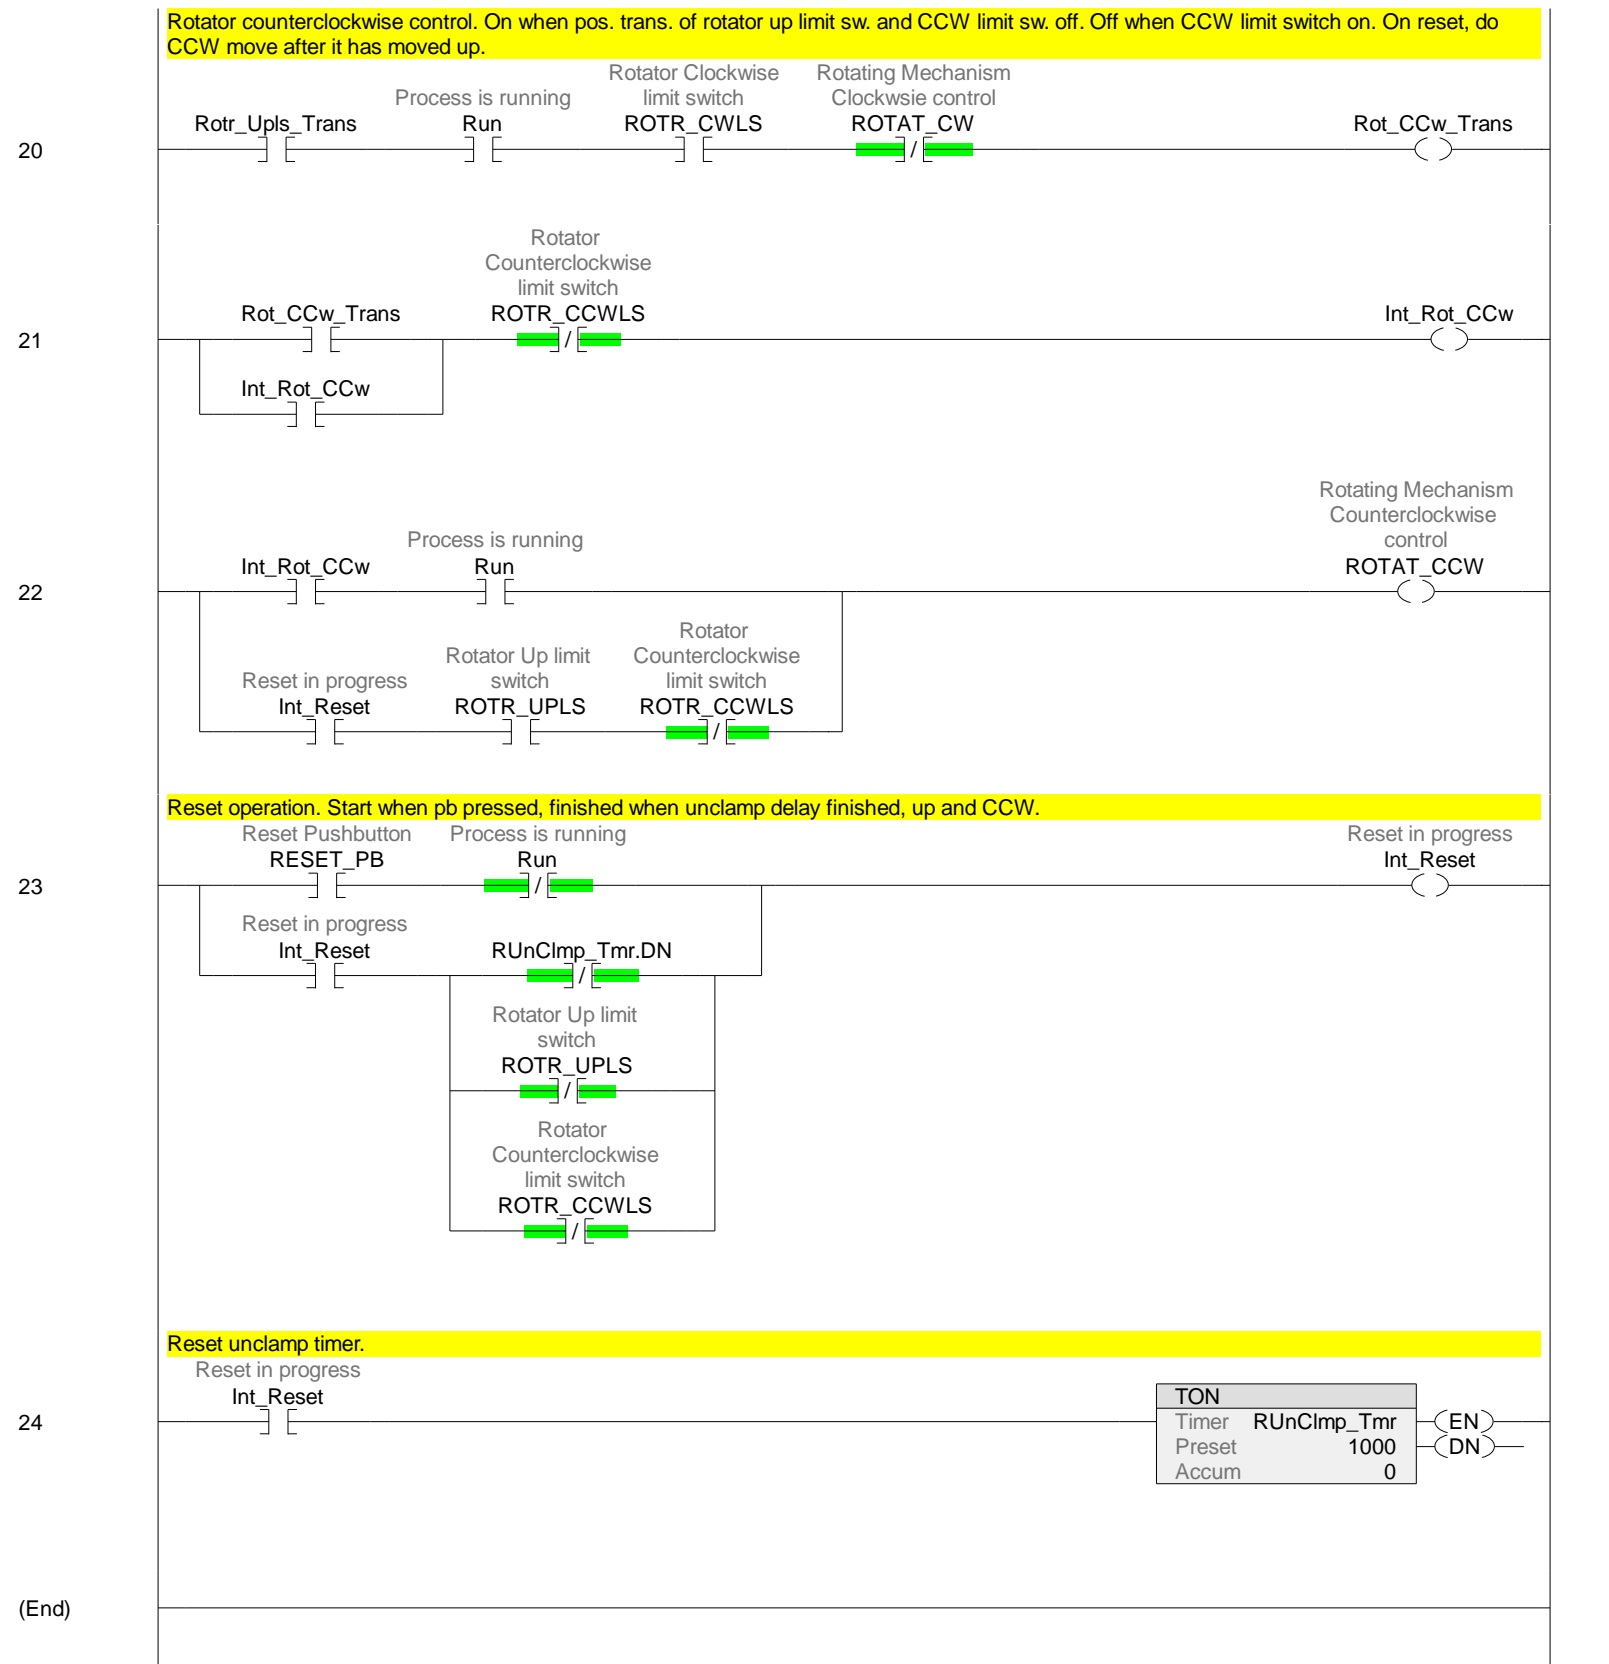 Rotator counterclockwise control. On when pos. trans. of rotator up limit sw. and CCW limit sw. off. Off when CCW limit switch on. On reset, do
CCW move after it has moved up.
Rotator Clockwise
limit switch
Rotating Mechanism
Clockwsie control
Process is running
Rotr_Upls_Trans
Run
ROTR_CWLS
ROTAT_CW
Rot_CCw_Trans
20
/
Rotator
Counterclockwise
limit switch
Rot_CCw_Trans
ROTR_CCWLS
Int_Rot_CCw
21
/
Int_Rot_CCw
Rotating Mechanism
Counterclockwise
control
Process is running
Int_Rot_CCw
Run
ROTAT_CCW
22
Rotator
Counterclockwise
limit switch
Rotator Up limit
switch
Reset in progress
Int_Reset
ROTR_UPLS
ROTR_CCWLS
/
Reset operation. Start when pb pressed, finished when unclamp delay finished, up and CCW.
Reset Pushbutton
Process is running
Reset in progress
RESET_PB
Run
Int_Reset
23
/
Reset in progress
Int_Reset
RUnClmp_Tmr.DN
/
Rotator Up limit
switch
ROTR_UPLS
/
Rotator
Counterclockwise
limit switch
ROTR_CCWLS
/
Reset unclamp timer.
Reset in progress
Int_Reset
24
TON
Timer RUnClmp_Tmr
Preset 1000
Accum 0
EN
DN
(End)